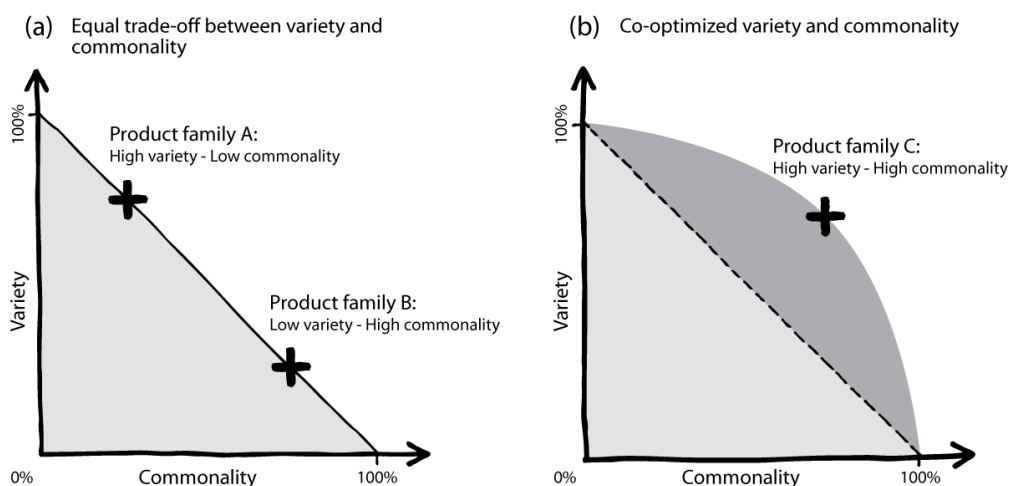 (a) Equal trade-off between variety and
commonality
100%
Product family A:
High variety - Low commonality
Variety
Product family B:
Low variety - High commonality
0%
Commonality
100%
(b) Co-optimized variety and commonality
100%
Product family C:
High variety - High commonality
Variety
0%
Commonality
100%